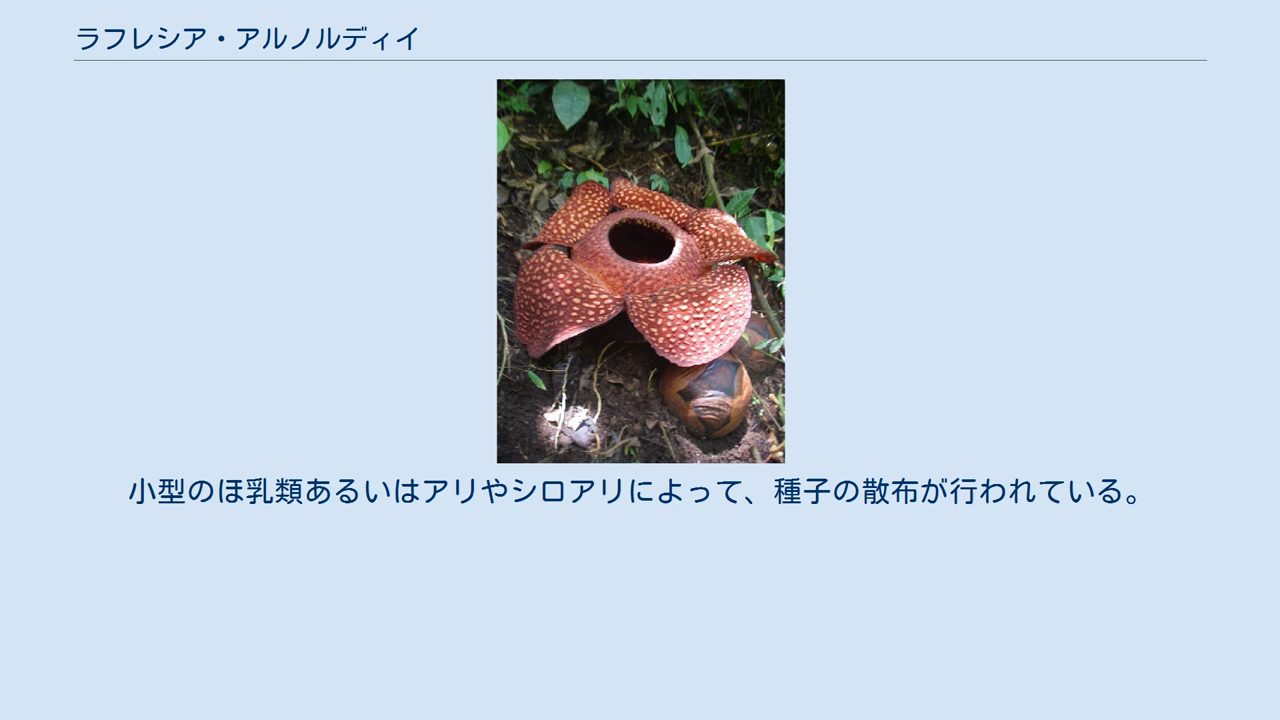 ラフレシア・アルノルディイ
小型のほ乳類あるいはアリやシロアリによって、種子の散布が行われている。